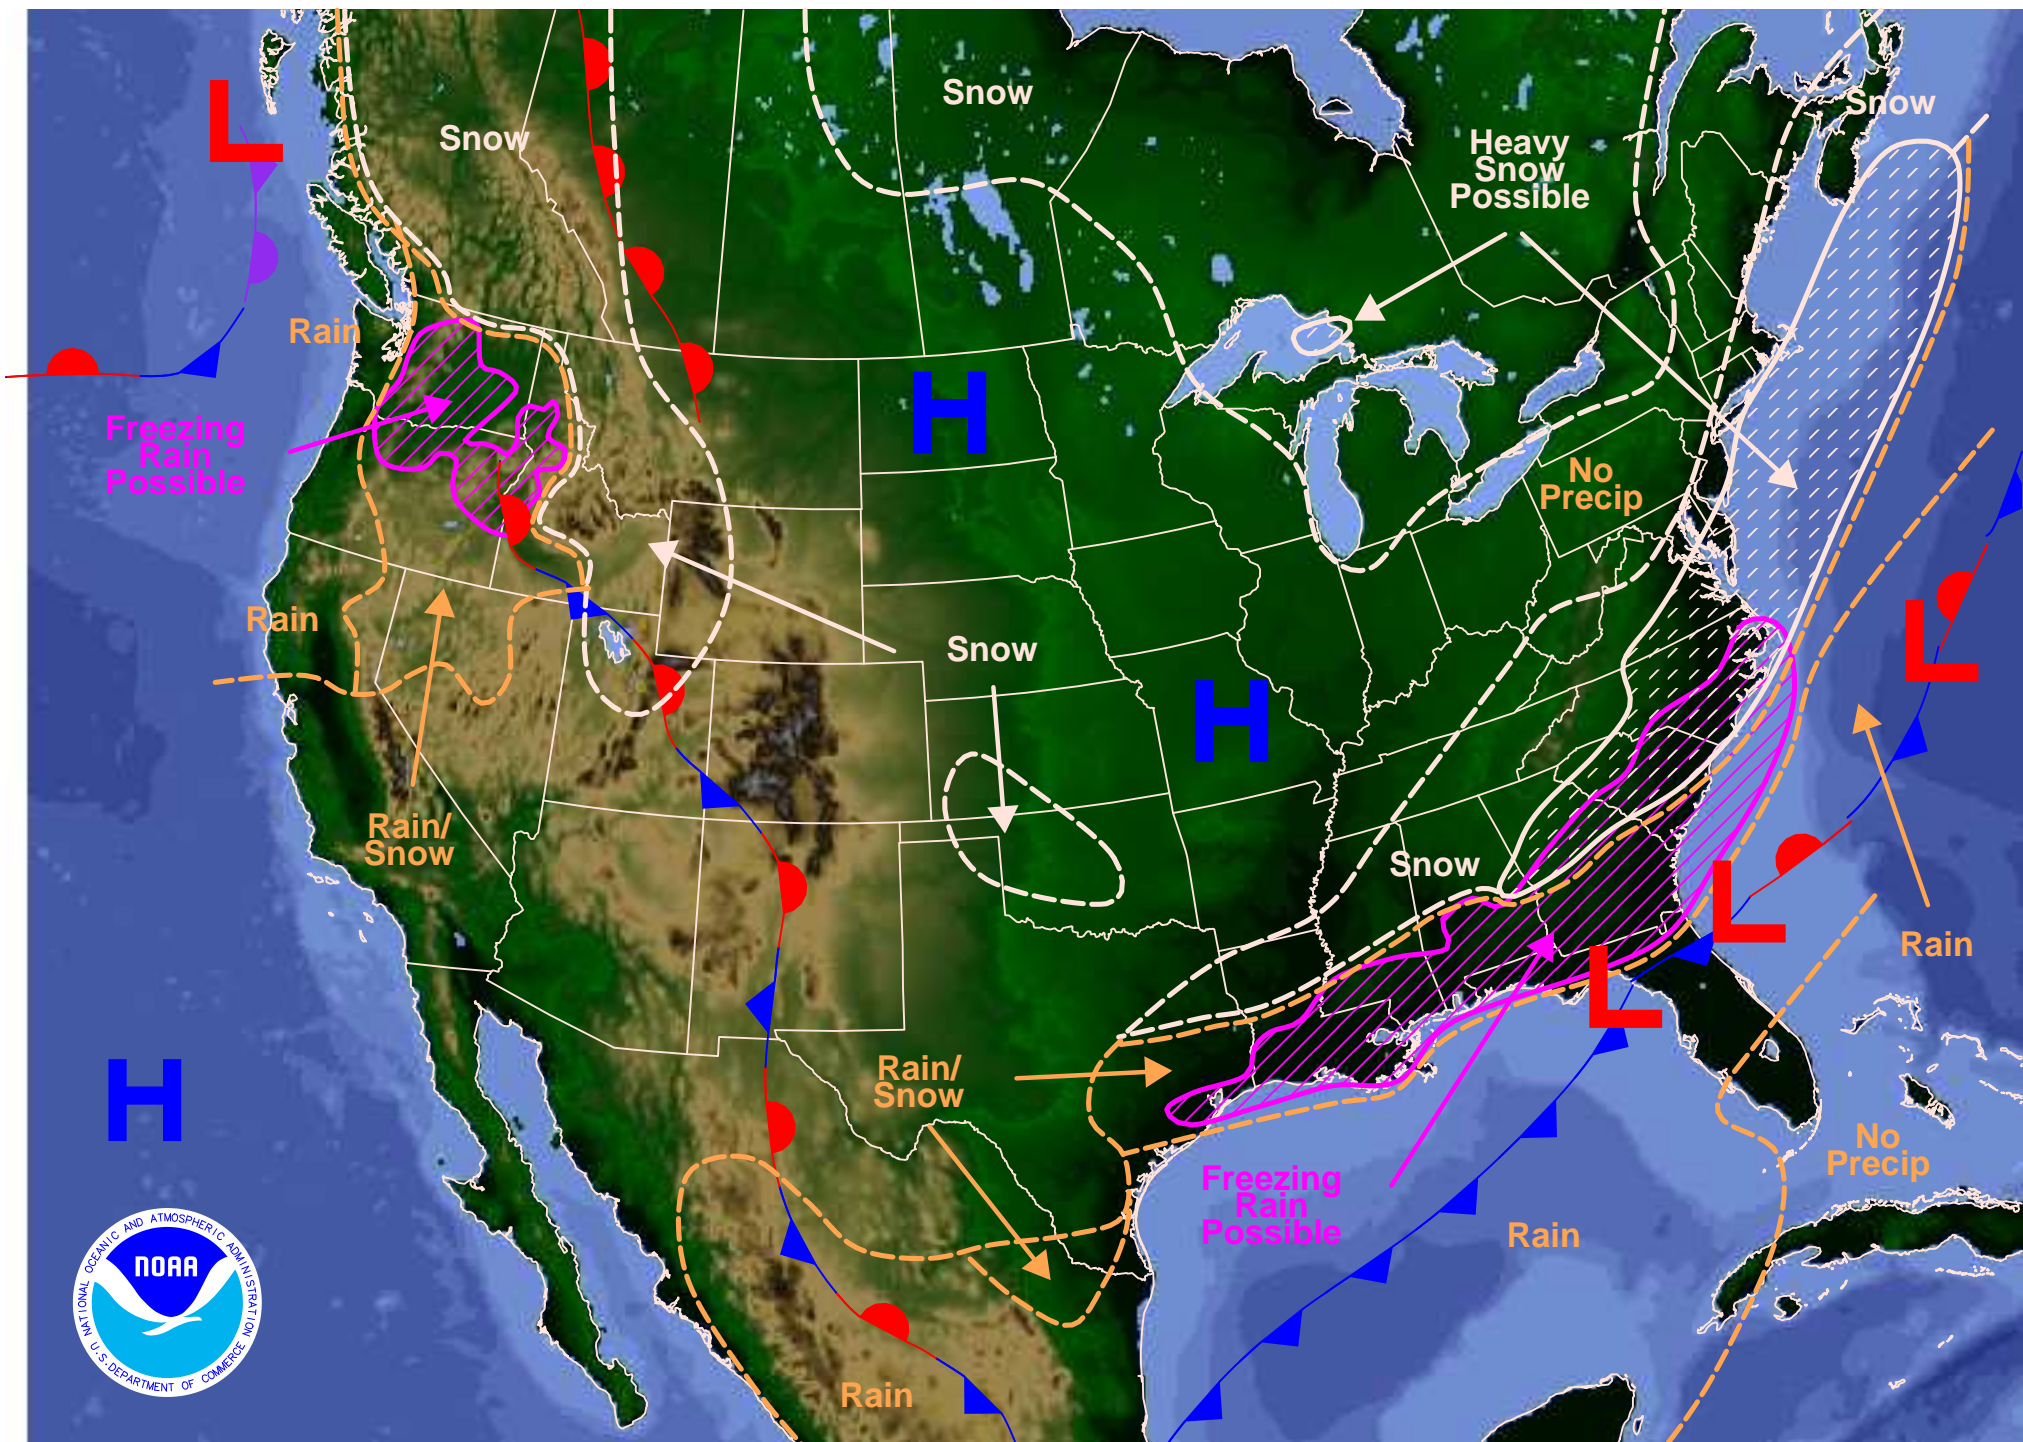 Snow
Snow
L
Snow
Heavy
Snow
Possible
Rain
H
Freezing
Rain
Possible
No
Precip
Rain
Snow
L
H
Rain/
Snow
Snow
L
Rain
L
H
Rain/
Snow
Freezing
Rain
Possible
No
Precip
Rain
Rain
NATIONAL OCEANIC AND ATMOSPHERIC ADMINISTRATION
NOAA
U.S. DEPARTMENT OF COMMERCE